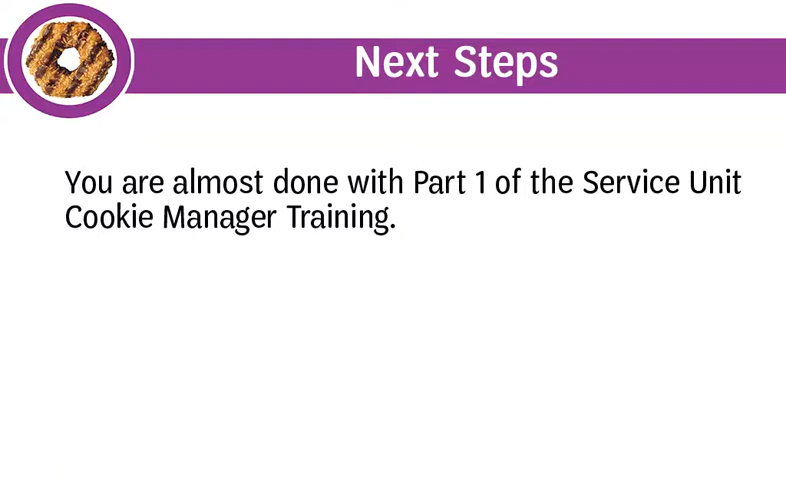 Next Steps
You are almost done with Part 1 of the Service Unit
Cookie Manager Training.